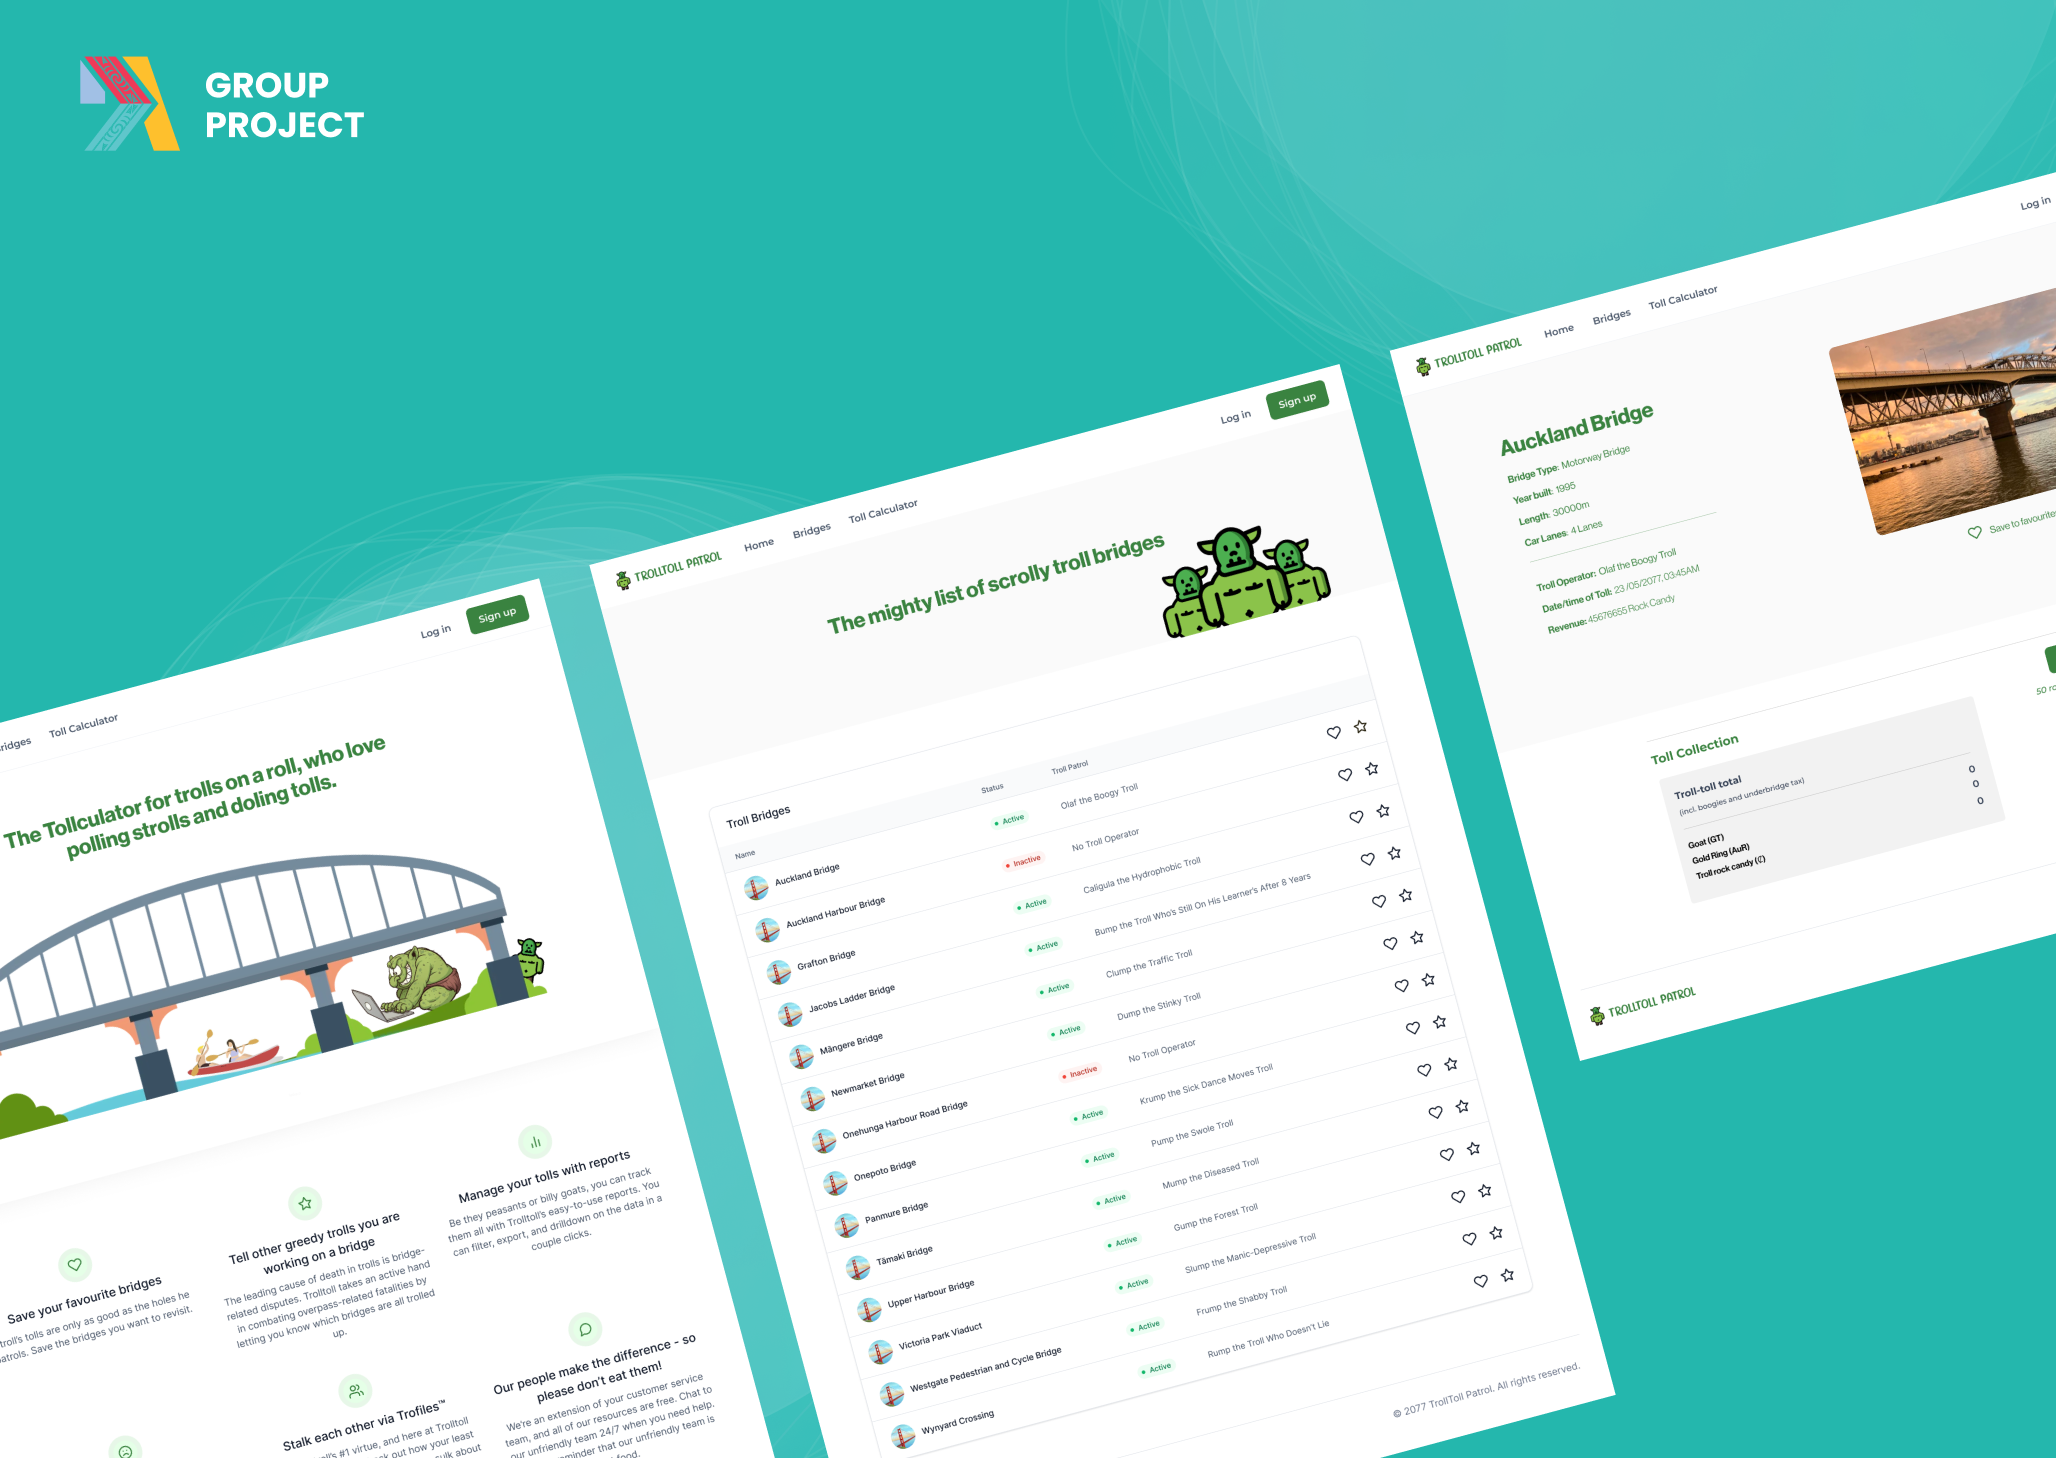 GROUP
PROJECT
ridges
Toll Calculator
Log in
Sign up
The Tollculator for trolls on a roll, who love
polling strolls and doling tolls.
Save your favourite bridges
troll's tolls are only as good as the holes he
patrols. Save the bridges you want to revisit.
Tell other greedy trolls you are
working on a bridge
The leading cause of death in trolls is bridge-
related disputes. Trolltoll takes an active hand
in combating overpass-related fatalities by
letting you know which bridges are all trolled
up.
Manage your tolls with reports
Be they peasants or billy goats, you can track
them all with Trolltoll's easy-to-use reports. You
can filter, export, and drilldown on the data in a
couple clicks.
Stalk each other via Trofiles™
#1 virtue, and here at Trolltoll
out how your least
about
Our people make the difference - so
please don't eat them!
We're an extension of your customer service
team, and all of our resources are free. Chat to
our unfriendly team 24/7 when you need help.
reminder that our unfriendly team is
food.
TROLLTOLL PATROL
Home
Bridges
Toll Calculator
Log in
Sign up
The mighty list of scrolly troll bridges
Troll Bridges
Name
Status
Troll Patrol
Auckland Bridge
Active
Olaf the Boogy Troll
Auckland Harbour Bridge
Inactive
No Troll Operator
Grafton Bridge
Active
Caligula the Hydrophobic Troll
Jacobs Ladder Bridge
Active
Bump the Troll Who's Still On His Learner's After 8 Years
Māngere Bridge
Active
Clump the Traffic Troll
Newmarket Bridge
Active
Dump the Stinky Troll
Onehunga Harbour Road Bridge
Inactive
No Troll Operator
Onepoto Bridge
Active
Krump the Sick Dance Moves Troll
Panmure Bridge
Active
Pump the Swole Troll
Tāmaki Bridge
Active
Mump the Diseased Troll
Upper Harbour Bridge
Active
Gump the Forest Troll
Victoria Park Viaduct
Active
Slump the Manic-Depressive Troll
Westgate Pedestrian and Cycle Bridge
Active
Frump the Shabby Troll
Wynyard Crossing
Active
Rump the Troll Who Doesn't Lie
© 2077 TrollToll Patrol. All rights reserved.
TROLLTOLL PATROL
Home
Bridges
Toll Calculator
Log in
Auckland Bridge
Bridge Type: Motorway Bridge
Year built: 1995
Length: 30000m
Car Lanes: 4 Lanes
Troll Operator: Olaf the Boogy Troll
Date/time of Toll: 23/05/2077, 03:45AM
Revenue: 45676655 Rock Candy
Save to favourites
50 ro
Toll Collection
Troll-toll total
(incl. boogies and underbridge tax)
Goat (GT)
0
Gold Ring (AuR)
0
Troll rock candy (₡)
0
TROLLTOLL PATROL